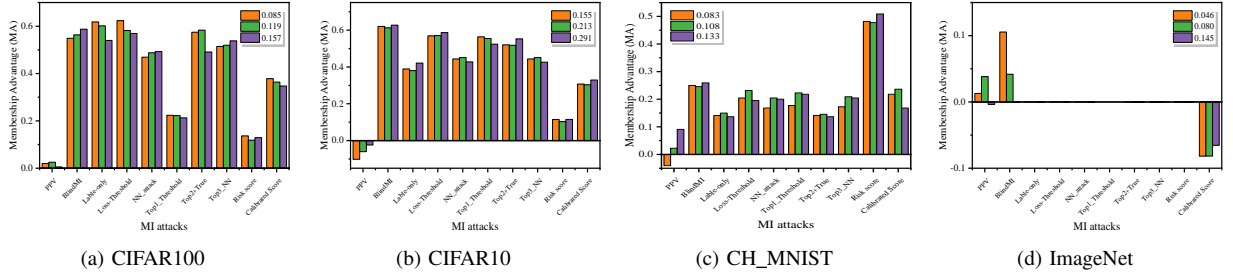 Membership Advantage (MA)
0.6
0.4
0.2
0.0
0.085
0.119
0.157
PPV
BlindMI
Lable-only
Loss-Threshold
NN_attack
Top1_Threshold
Top2+True
Top3_NN
Risk score
Calibrated Score
MI attacks
(a) CIFAR100
Membership Advantage (MA)
0.6
0.4
0.2
0.0
0.155
0.213
0.291
PPV
BlindMI
Lable-only
Loss-Threshold
NN_attack
Top1_Threshold
Top2+True
Top3_NN
Risk score
Calibrated Score
MI attacks
(b) CIFAR10
Membership Advantage (MA)
0.5
0.4
0.3
0.2
0.1
0.0
0.083
0.108
0.133
PPV
BlindMI
Lable-only
Loss-Threshold
NN_attack
Top1_Threshold
Top2+True
Top3_NN
Risk score
Calibrated Score
MI attacks
(c) CH_MNIST
Membership Advantage (MA)
0.1
0.0
-0.1
0.046
0.080
0.145
PPV
BlindMI
Lable-only
Loss-Threshold
NN_attack
Top1_Threshold
Top2+True
Top3_NN
Risk score
Calibrated Score
MI attacks
(d) ImageNet